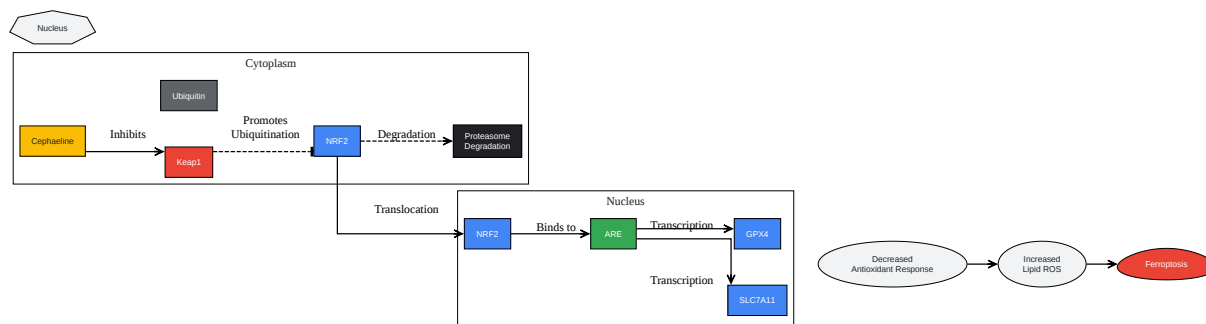 Nucleus
Cytoplasm
Ubiquitin
Cephaeline
Inhibits
Keap1
Promotes
Ubiquitination
NRF2
Degradation
Proteasome
Degradation
Translocation
Nucleus
NRF2
Binds to
ARE
Transcription
GPX4
Transcription
SLC7A11
Decreased
Antioxidant Response
Increased
Lipid ROS
Ferroptosis